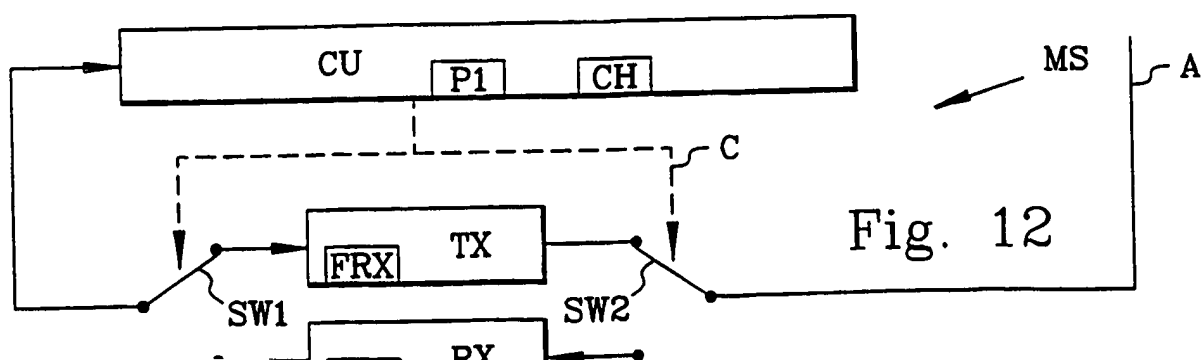 CU P1 CH
MS
A
C
TX
FRX
SW1
SW2
Fig. 12
RX